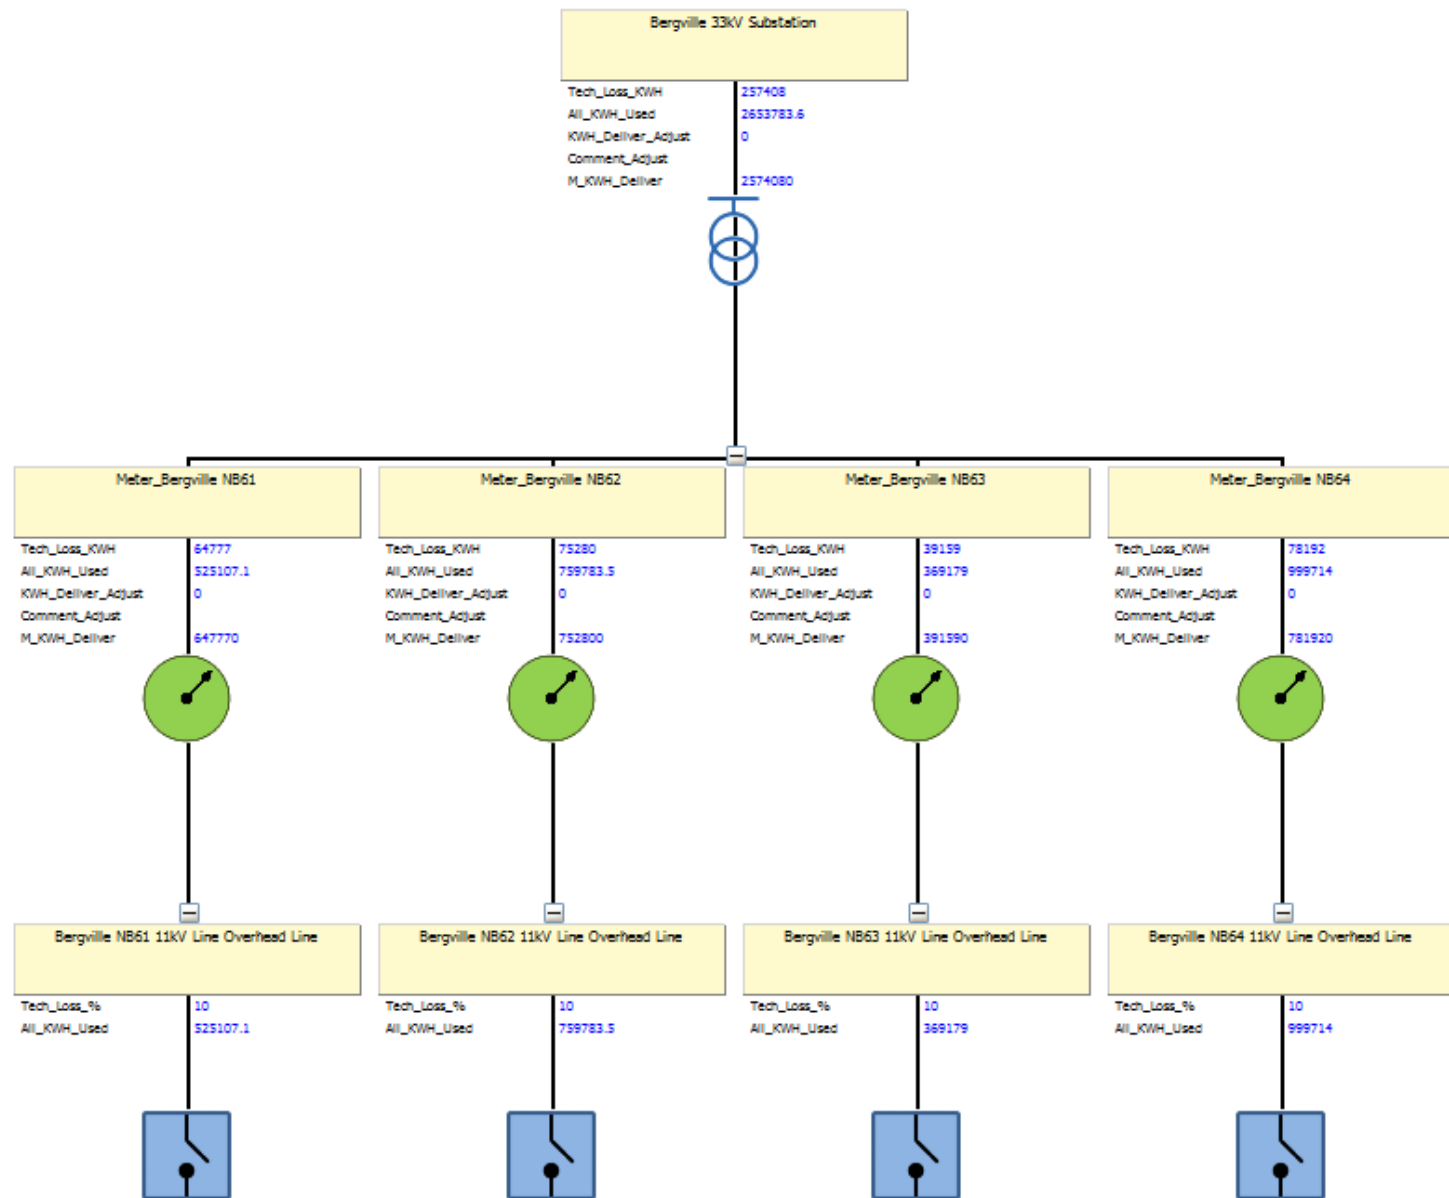 Bergville 33kV Substation
Tech_Loss_KWH 257408
All_KWH_Used 2653783.6
KWH_Deliver_Adjust 0
Comment_Adjust
M_KWH_Deliver 2574080
Meter_Bergville NB61
Tech_Loss_KWH 64777
All_KWH_Used 525107.1
KWH_Deliver_Adjust 0
Comment_Adjust
M_KWH_Deliver 647770
Meter_Bergville NB62
Tech_Loss_KWH 75280
All_KWH_Used 759783.5
KWH_Deliver_Adjust 0
Comment_Adjust
M_KWH_Deliver 752800
Meter_Bergville NB63
Tech_Loss_KWH 39159
All_KWH_Used 369179
KWH_Deliver_Adjust 0
Comment_Adjust
M_KWH_Deliver 391590
Meter_Bergville NB64
Tech_Loss_KWH 78192
All_KWH_Used 999714
KWH_Deliver_Adjust 0
Comment_Adjust
M_KWH_Deliver 781920
Bergville NB61 11kV Line Overhead Line
Tech_Loss_% 10
All_KWH_Used 525107.1
Bergville NB62 11kV Line Overhead Line
Tech_Loss_% 10
All_KWH_Used 759783.5
Bergville NB63 11kV Line Overhead Line
Tech_Loss_% 10
All_KWH_Used 369179
Bergville NB64 11kV Line Overhead Line
Tech_Loss_% 10
All_KWH_Used 999714